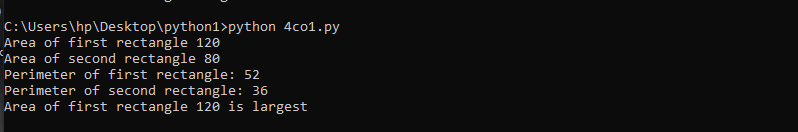 C:\Users\hp\Desktop\python1>python 4co1.py
Area of first rectangle 120
Area of second rectangle 80
Perimeter of first rectangle: 52
Perimeter of second rectangle: 36
Area of first rectangle 120 is largest